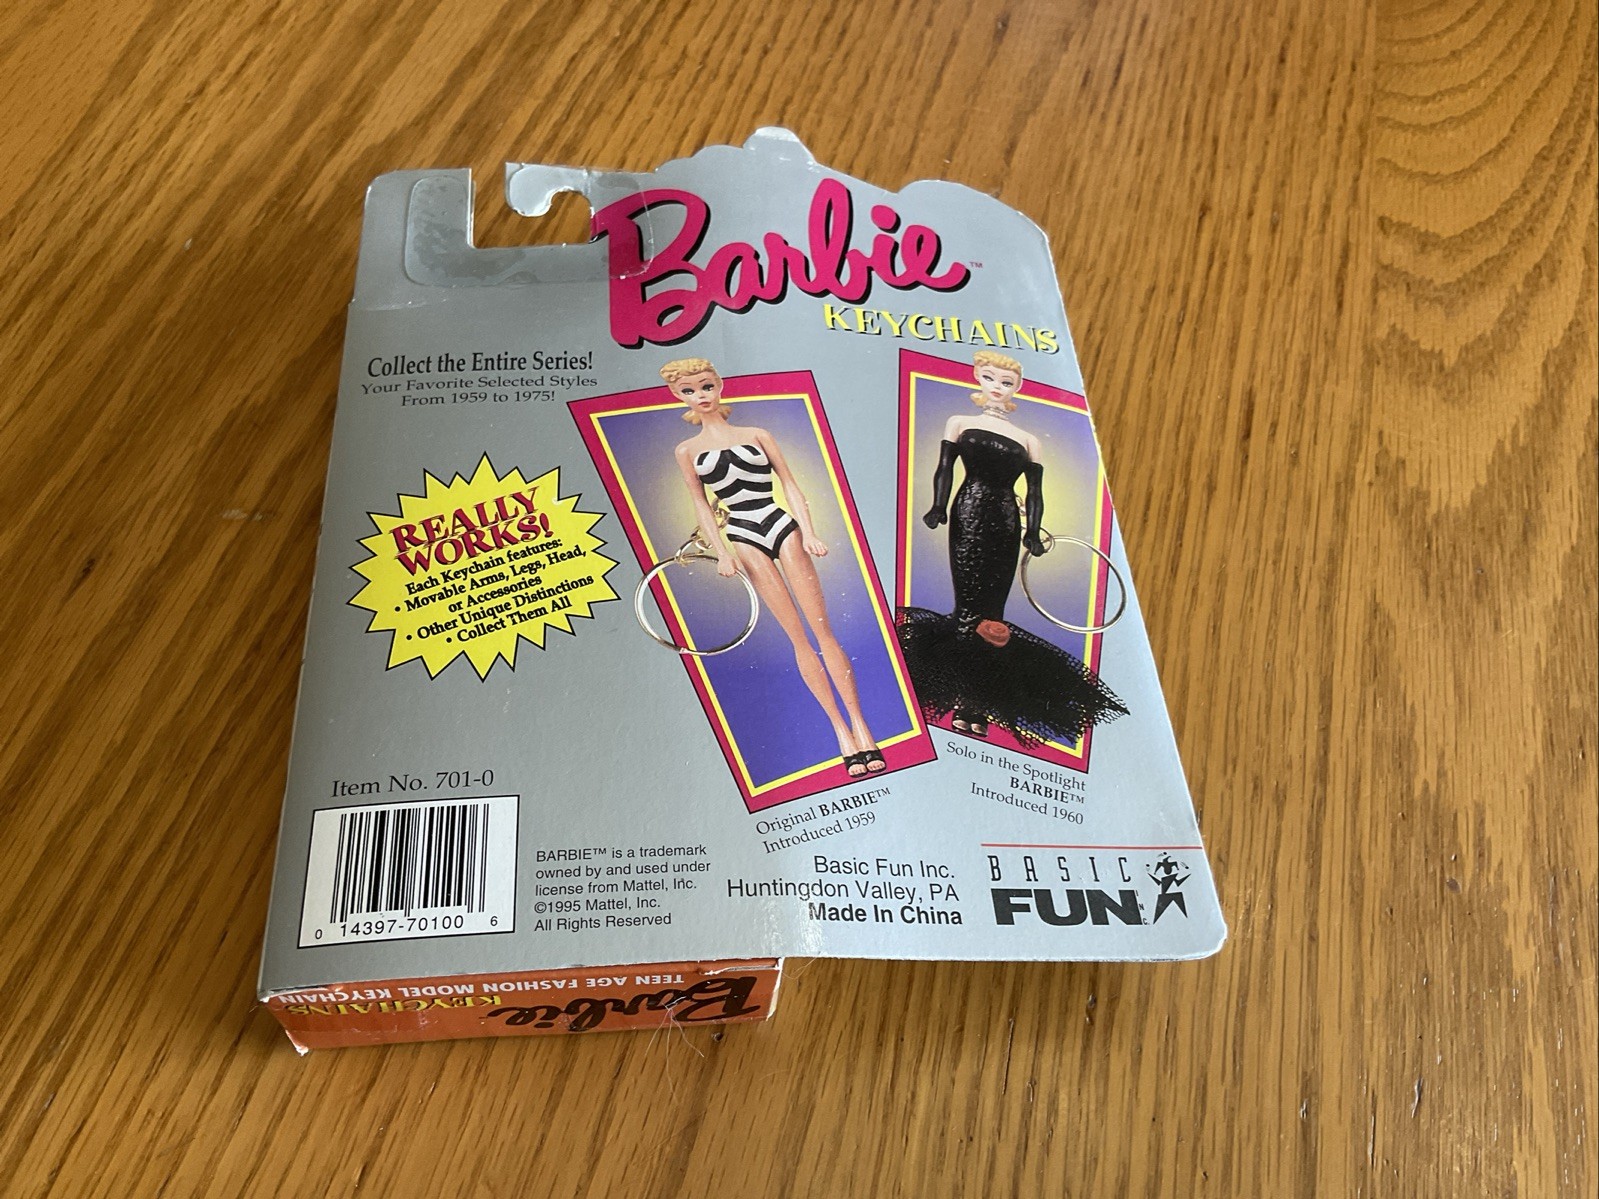 Barbie™
KEYCHAINS
Collect the Entire Series!
Your Favorite Selected Styles
From 1959 to 1975!
REALLY
WORKS!
Each Keychain features:
• Movable Arms, Legs, Head,
or Accessories
• Other Unique Distinctions
• Collect Them All
Original BARBIE™
Introduced 1959
Solo in the Spotlight
BARBIE™
Introduced 1960
Item No. 701-0
0 14397-70100 6
BARBIE™ is a trademark
owned by and used under
license from Mattel, Inc.
©1995 Mattel, Inc.
All Rights Reserved
Basic Fun Inc.
Huntingdon Valley, PA
Made In China
BASIC
FUN INC.
Barbie
KEYCHAINS
TEEN AGE FASHION MODEL KEYCHAIN